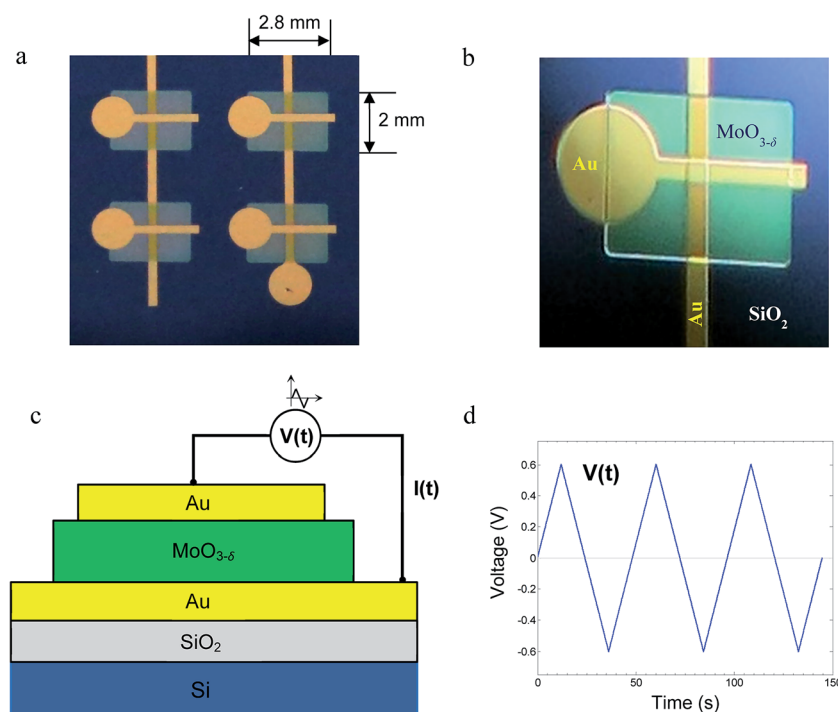 a
2.8 mm
2 mm
b
MoO3-δ
Au
Au
SiO2
c
V(t)
I(t)
Au
MoO3-δ
Au
SiO2
Si
d
V(t)
Voltage (V)
0.6
0.4
0.2
0
-0.2
-0.4
-0.6
0
50
100
150
Time (s)